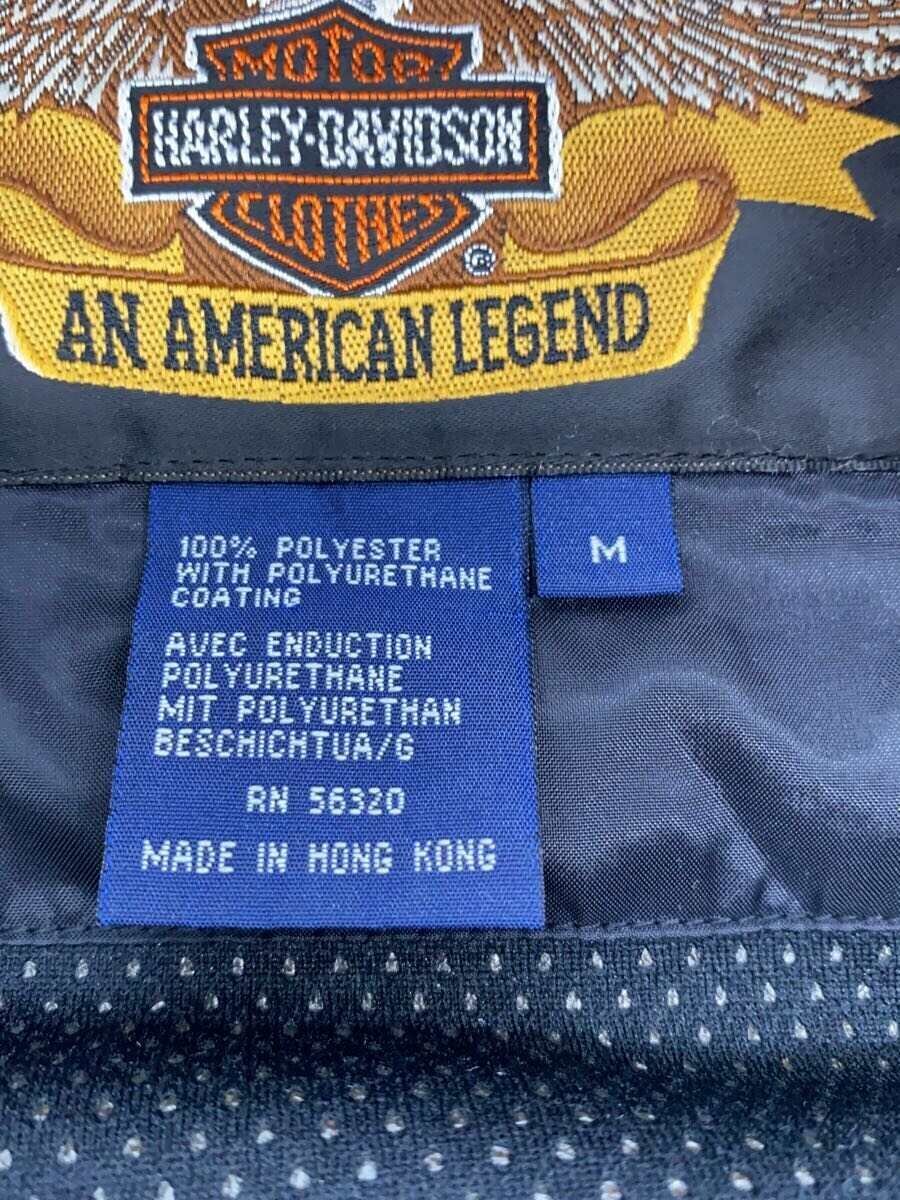 MOTOR
HARLEY-DAVIDSON
CLOTHES
®
AN AMERICAN LEGEND
100% POLYESTER
WITH POLYURETHANE
COATING
M
AVEC ENDUCTION
POLYURETHANE
MIT POLYURETHAN
BESCHICHTUA/G
RN 56320
MADE IN HONG KONG